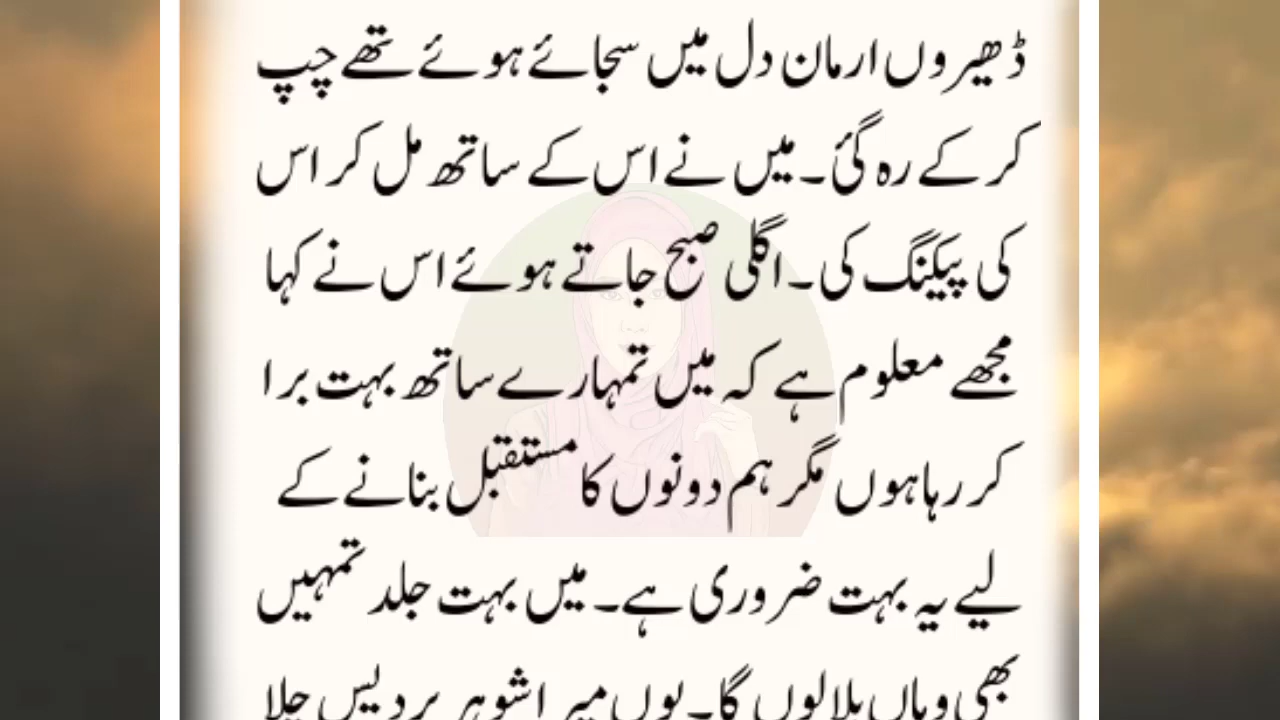 ڈھیروں ارمان دل میں سجائے ہوئے تھے چپ
کر کے رہ گئ۔ میں نے اس کے ساتھ مل کر اس
کی پیکنگ کی۔ اگلی صبح جاتے ہوئے اس نے کہا
مجھے معلوم ہے کہ میں تمہارے ساتھ بہت برا
کر رہا ہوں مگر ہم دونوں کا مستقبل بنانے کے
لیے یہ بہت ضروری ہے۔ میں بہت جلد تمہیں
بھی وہاں بلا لوں گا۔ یوں میرا شوہر پردیس چلا